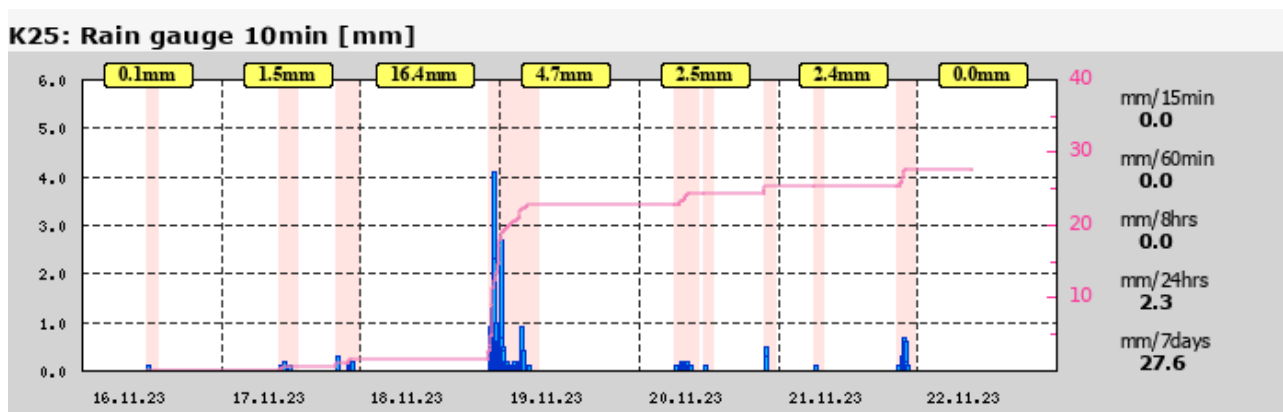 K25: Rain gauge 10min [mm]
0.1mm 1.5mm 16.4mm 4.7mm 2.5mm 2.4mm 0.0mm
6.0
5.0
4.0
3.0
2.0
1.0
0.0
40
30
20
10
mm/15min
0.0
mm/60min
0.0
mm/8hrs
0.0
mm/24hrs
2.3
mm/7days
27.6
16.11.23 17.11.23 18.11.23 19.11.23 20.11.23 21.11.23 22.11.23